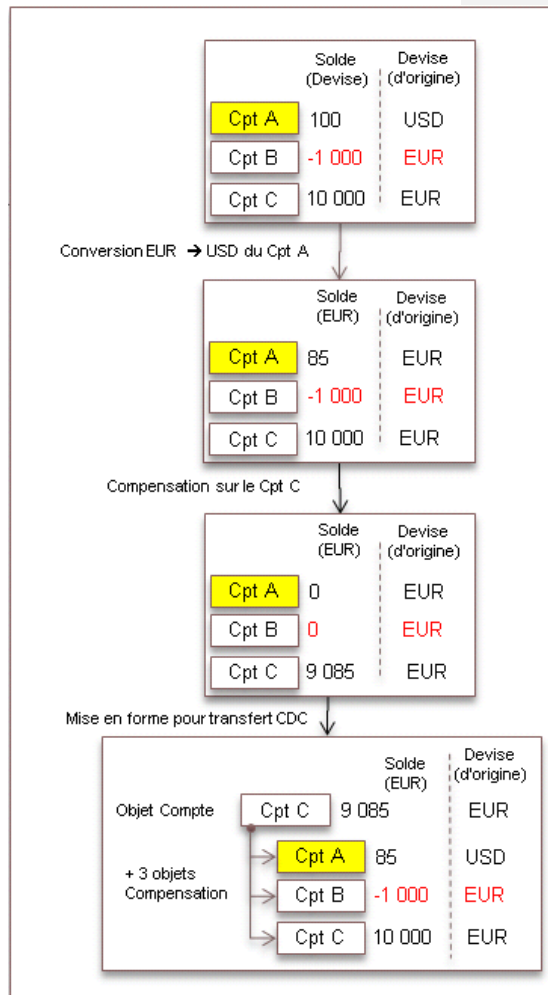 Solde Devise
(Devise) (d'origine)
Cpt A 100 USD
Cpt B -1 000 EUR
Cpt C 10 000 EUR
Conversion EUR ➔ USD du Cpt A
Solde Devise
(EUR) (d'origine)
Cpt A 85 EUR
Cpt B -1 000 EUR
Cpt C 10 000 EUR
Compensation sur le Cpt C
Solde Devise
(EUR) (d'origine)
Cpt A 0 EUR
Cpt B 0 EUR
Cpt C 9 085 EUR
Mise en forme pour transfert CDC
Solde Devise
(EUR) (d'origine)
Objet Compte Cpt C 9 085 EUR
Cpt A 85 USD
+ 3 objets
Compensation
Cpt B -1 000 EUR
Cpt C 10 000 EUR